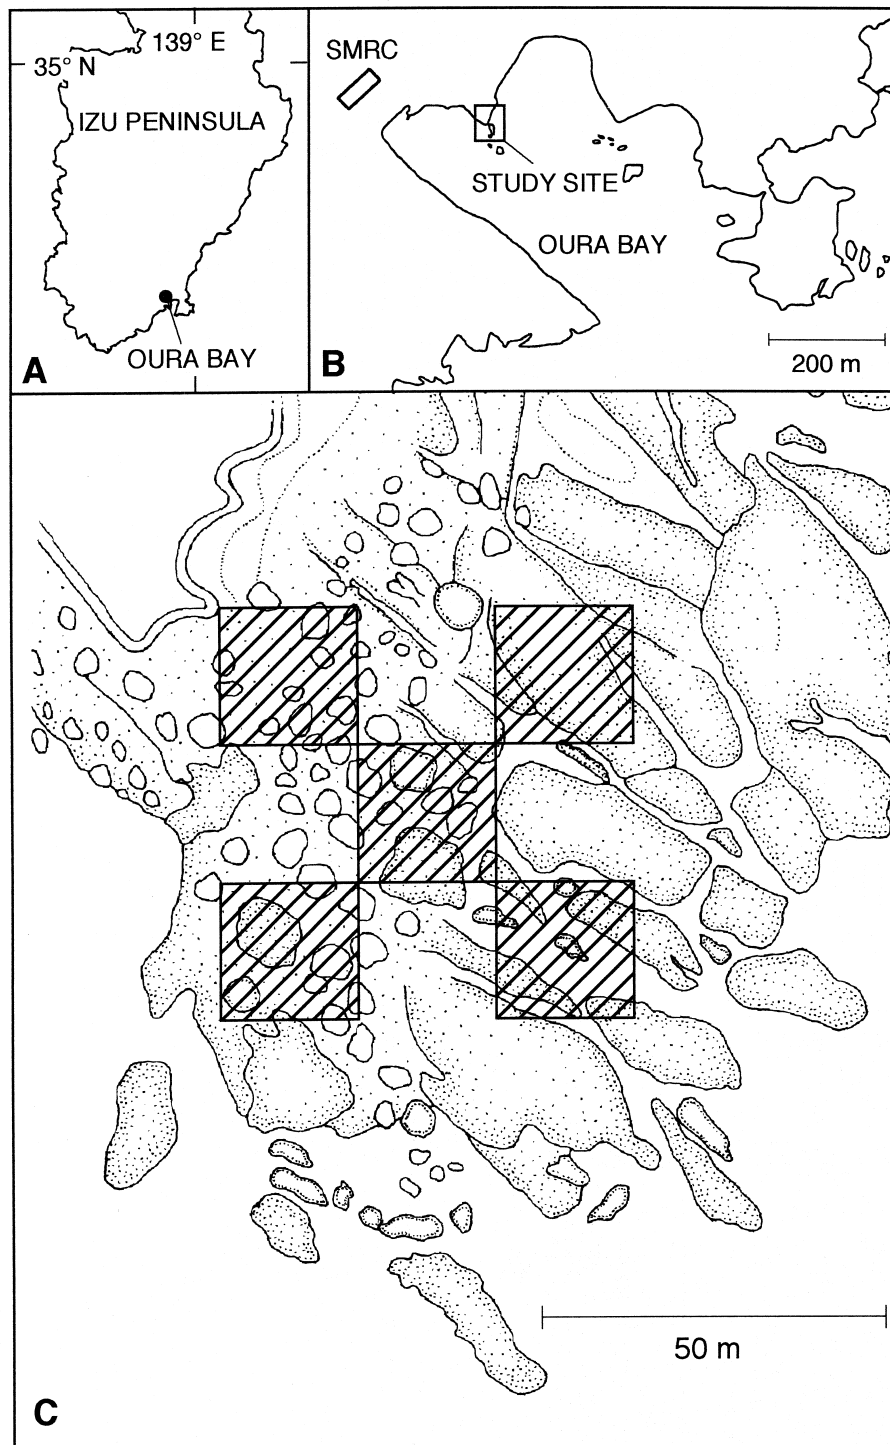 139° E
35° N
IZU PENINSULA
OURA BAY
A
SMRC
STUDY SITE
OURA BAY
B
200 m
50 m
C